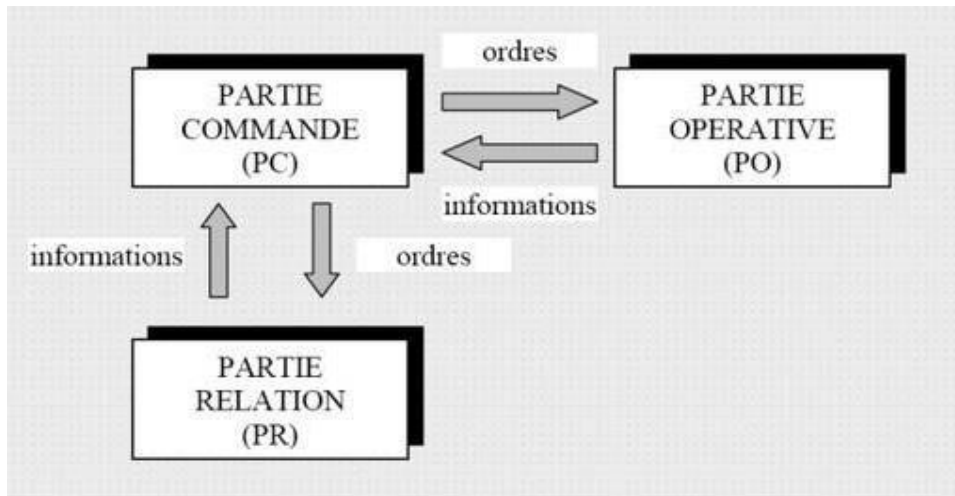 ordres
PARTIE
COMMANDE
(PC)
PARTIE
OPERATIVE
(PO)
informations
informations
ordres
PARTIE
RELATION
(PR)